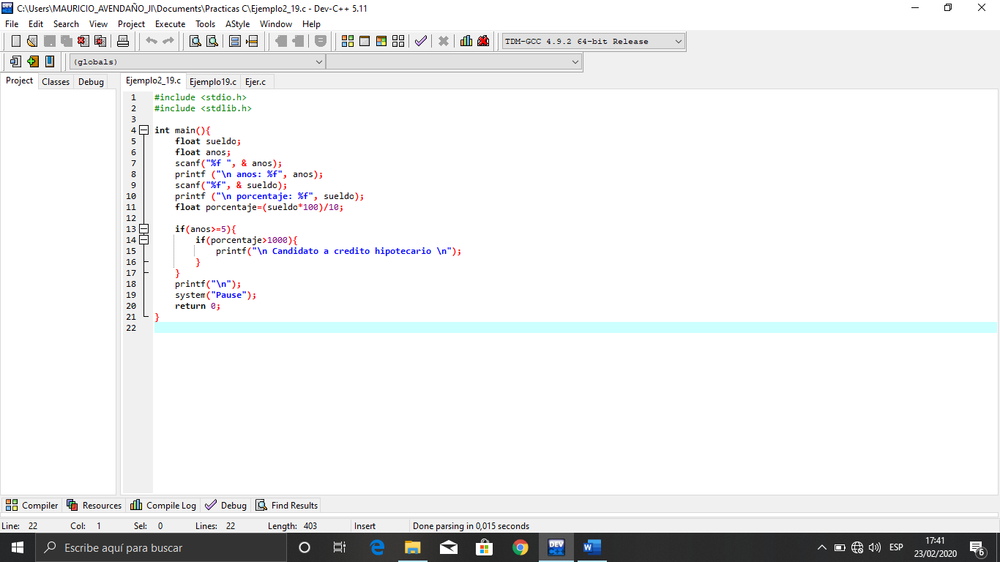 C:\Users\MAURICIO_AVENDAÑO_JI\Documents\Practicas C\Ejemplo2_19.c - Dev-C++ 5.11
File Edit Search View Project Execute Tools AStyle Window Help
TDM-GCC 4.9.2 64-bit Release
(globals)
Project Classes Debug
Ejemplo2_19.c Ejemplo19.c Ejer.c
1 #include <stdio.h>
2 #include <stdlib.h>
3
4 int main(){
5 float sueldo;
6 float anos;
7 scanf("%f ", & anos);
8 printf ("\n anos: %f", anos);
9 scanf("%f", & sueldo);
10 printf ("\n porcentaje: %f", sueldo);
11 float porcentaje=(sueldo*100)/10;
12
13 if(anos>=5){
14 if(porcentaje>1000){
15 printf("\n Candidato a credito hipotecario \n");
16 }
17 }
18 printf("\n");
19 system("Pause");
20 return 0;
21 }
22
Compiler Resources Compile Log Debug Find Results
Line: 22 Col: 1 Sel: 0 Lines: 22 Length: 403 Insert Done parsing in 0,015 seconds
Escribe aquí para buscar
DEV
ESP
17:41
23/02/2020
6